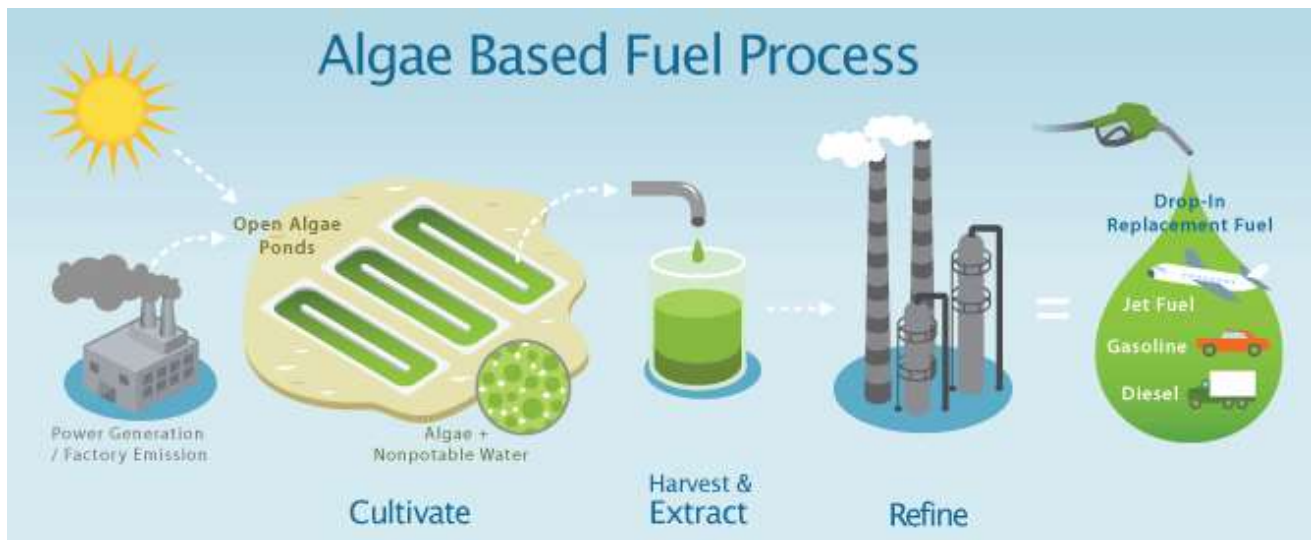 Algae Based Fuel Process
Open Algae
Ponds
Power Generation
/ Factory Emission
Algae +
Nonpotable Water
Cultivate
Harvest &
Extract
Refine
=
Drop-In
Replacement Fuel
Jet Fuel
Gasoline
Diesel